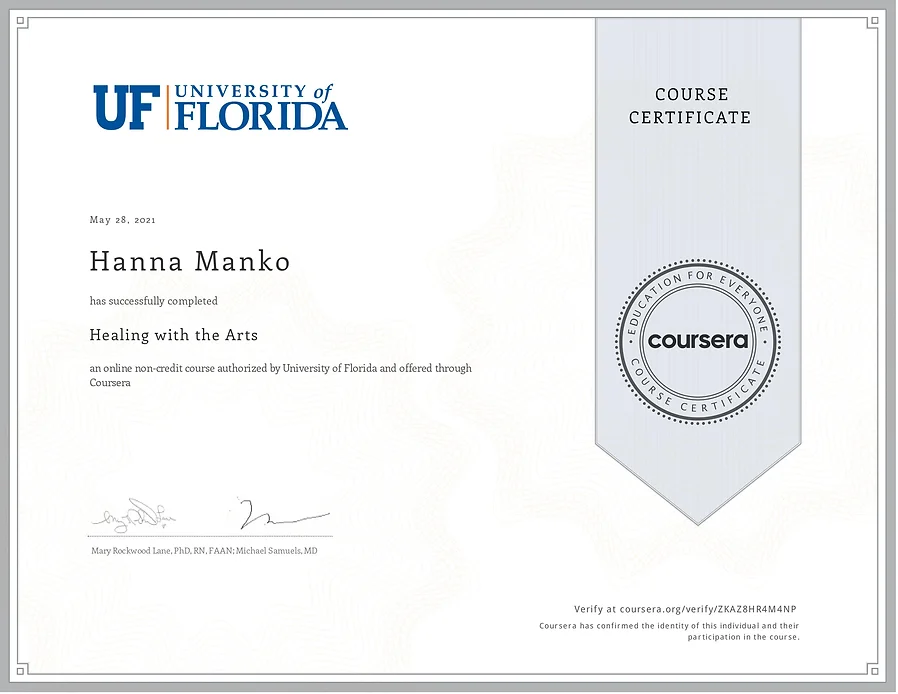 UF UNIVERSITY of
FLORIDA
COURSE
CERTIFICATE
May 28, 2021
Hanna Manko
has successfully completed
Healing with the Arts
an online non-credit course authorized by University of Florida and offered through
Coursera
EDUCATION FOR EVERYONE
coursera
COURSE CERTIFICATE
Mary Rockwood Lane, PhD, RN, FAAN; Michael Samuels, MD
Verify at coursera.org/verify/ZKAZ8HR4M4NP
Coursera has confirmed the identity of this individual and their
participation in the course.